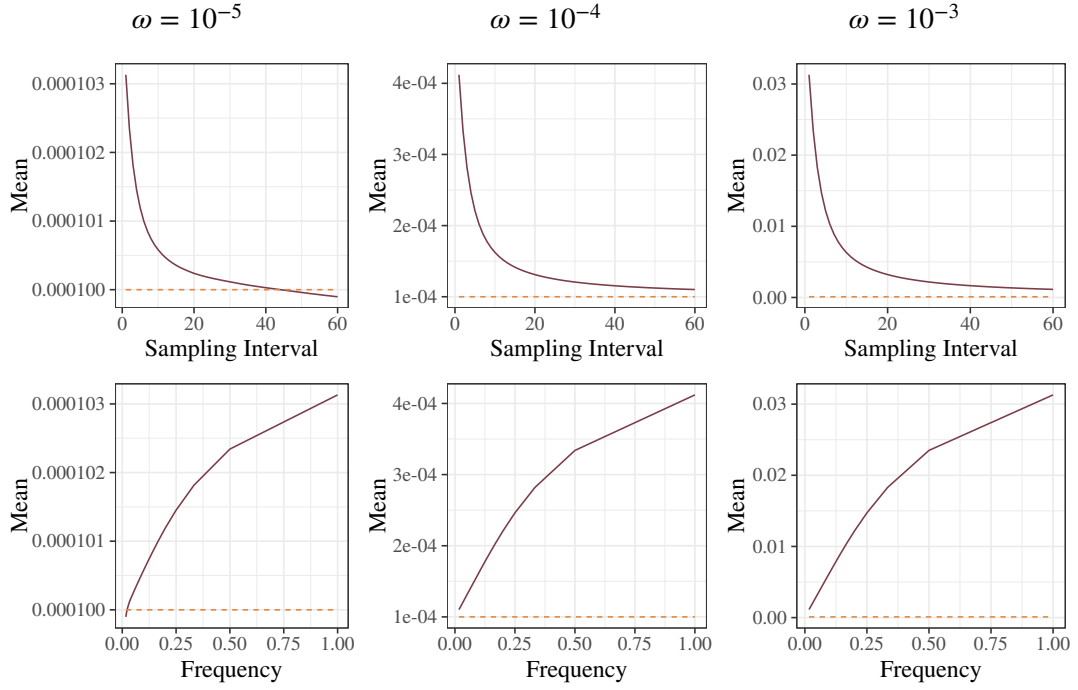 ω = 10⁻⁵ ω = 10⁻⁴ ω = 10⁻³
0.000103
0.000102
0.000101
0.000100
Mean
0 20 40 60
Sampling Interval
4e−04
3e−04
2e−04
1e−04
Mean
0 20 40 60
Sampling Interval
0.03
0.02
0.01
0.00
Mean
0 20 40 60
Sampling Interval
0.000103
0.000102
0.000101
0.000100
Mean
0.00 0.25 0.50 0.75 1.00
Frequency
4e−04
3e−04
2e−04
1e−04
Mean
0.00 0.25 0.50 0.75 1.00
Frequency
0.03
0.02
0.01
0.00
Mean
0.00 0.25 0.50 0.75 1.00
Frequency